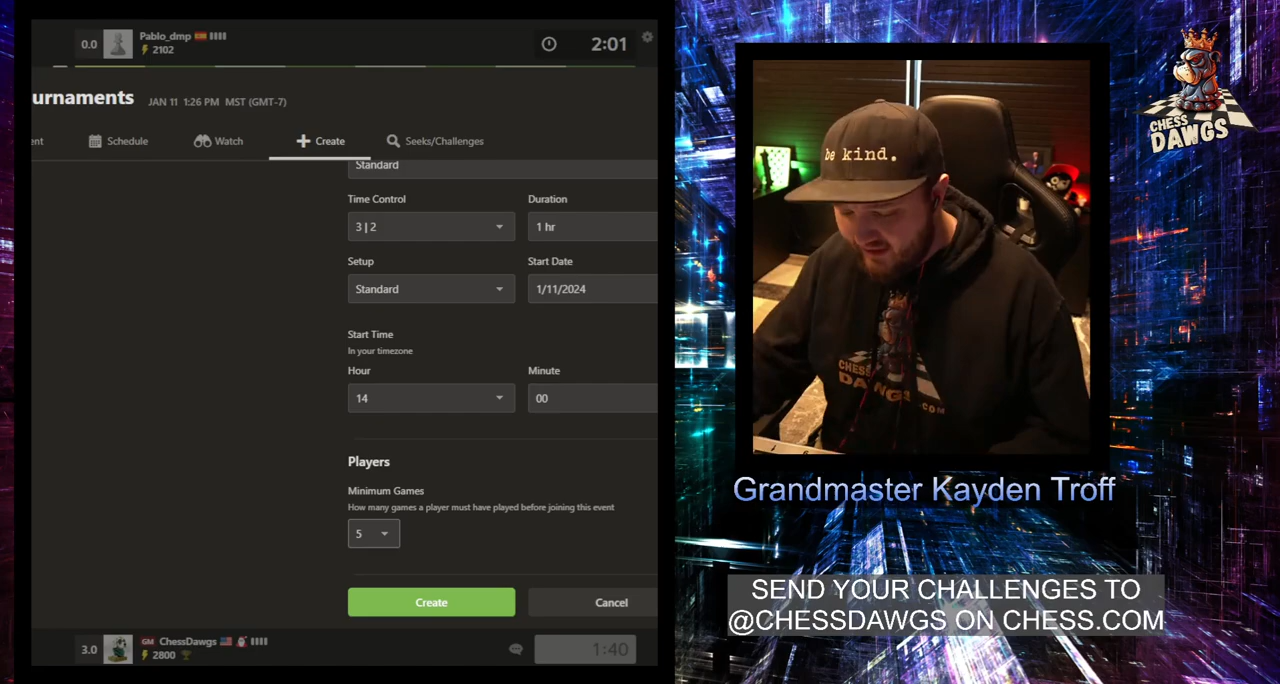 0.0
Pablo_dmp
2102
2:01
urnaments
JAN 11 1:26 PM MST (GMT-7)
ent
Schedule
Watch
Create
Seeks/Challenges
Standard
Time Control
Duration
3 | 2
1 hr
Setup
Start Date
Standard
1/11/2024
Start Time
In your timezone
Hour
Minute
14
00
Players
Minimum Games
How many games a player must have played before joining this event
5
Create
Cancel
3.0
GM ChessDawgs
2800
1:40
be kind.
CHESS
DAWGS
.COM
CHESS
DAWGS
Grandmaster Kayden Troff
SEND YOUR CHALLENGES TO
@CHESSDAWGS ON CHESS.COM